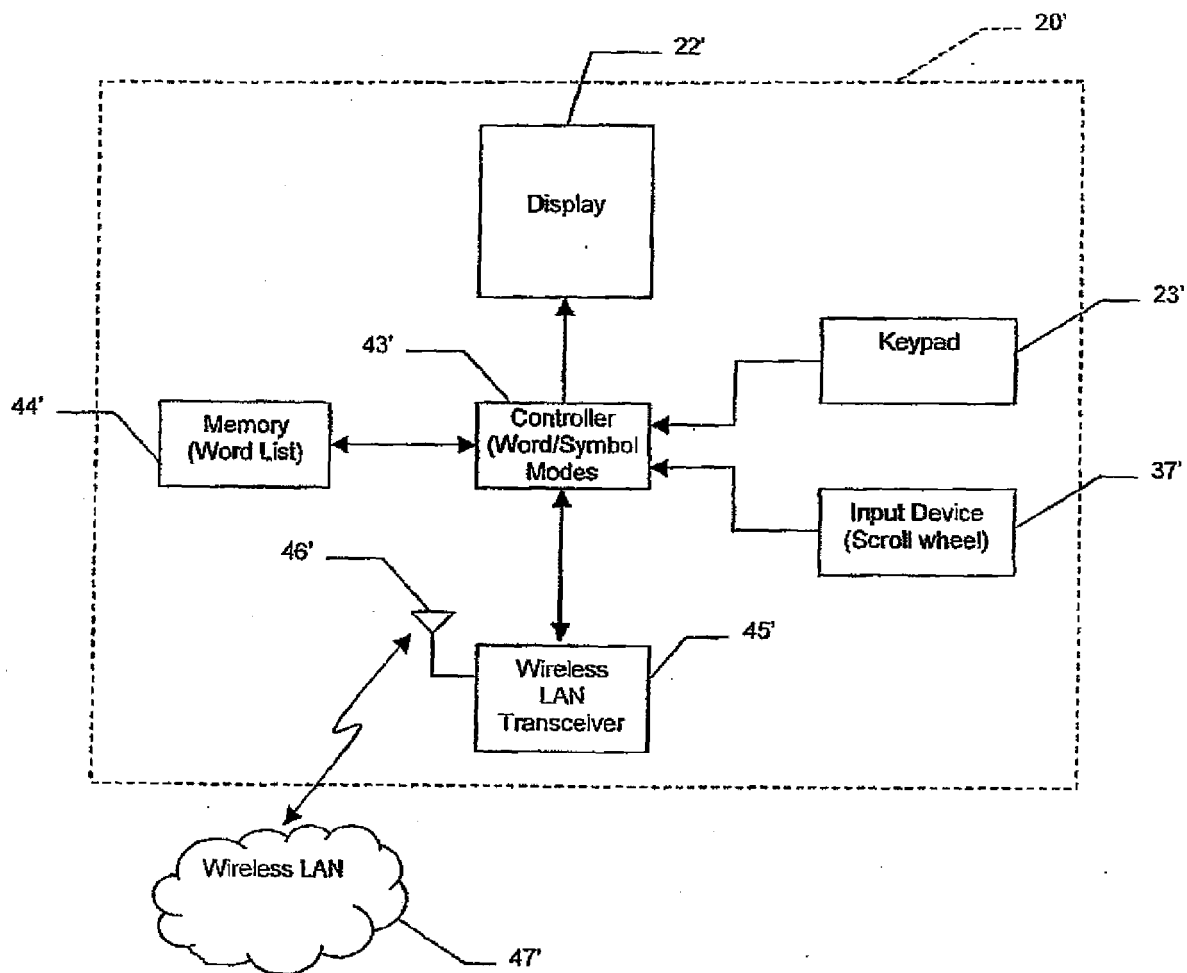 20'
22'
Display
23'
Keypad
43'
44'
Controller
(Word/Symbol
Modes
Memory
(Word List)
37'
Input Device
(Scroll wheel)
46'
45'
Wireless
LAN
Transceiver
Wireless LAN
47'